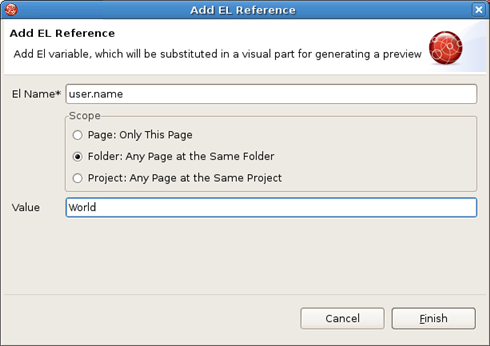 Add EL Reference
Add EL Reference
Add El variable, which will be substituted in a visual part for generating a preview
El Name* user.name
Scope
Page: Only This Page
Folder: Any Page at the Same Folder
Project: Any Page at the Same Project
Value World
Cancel Finish